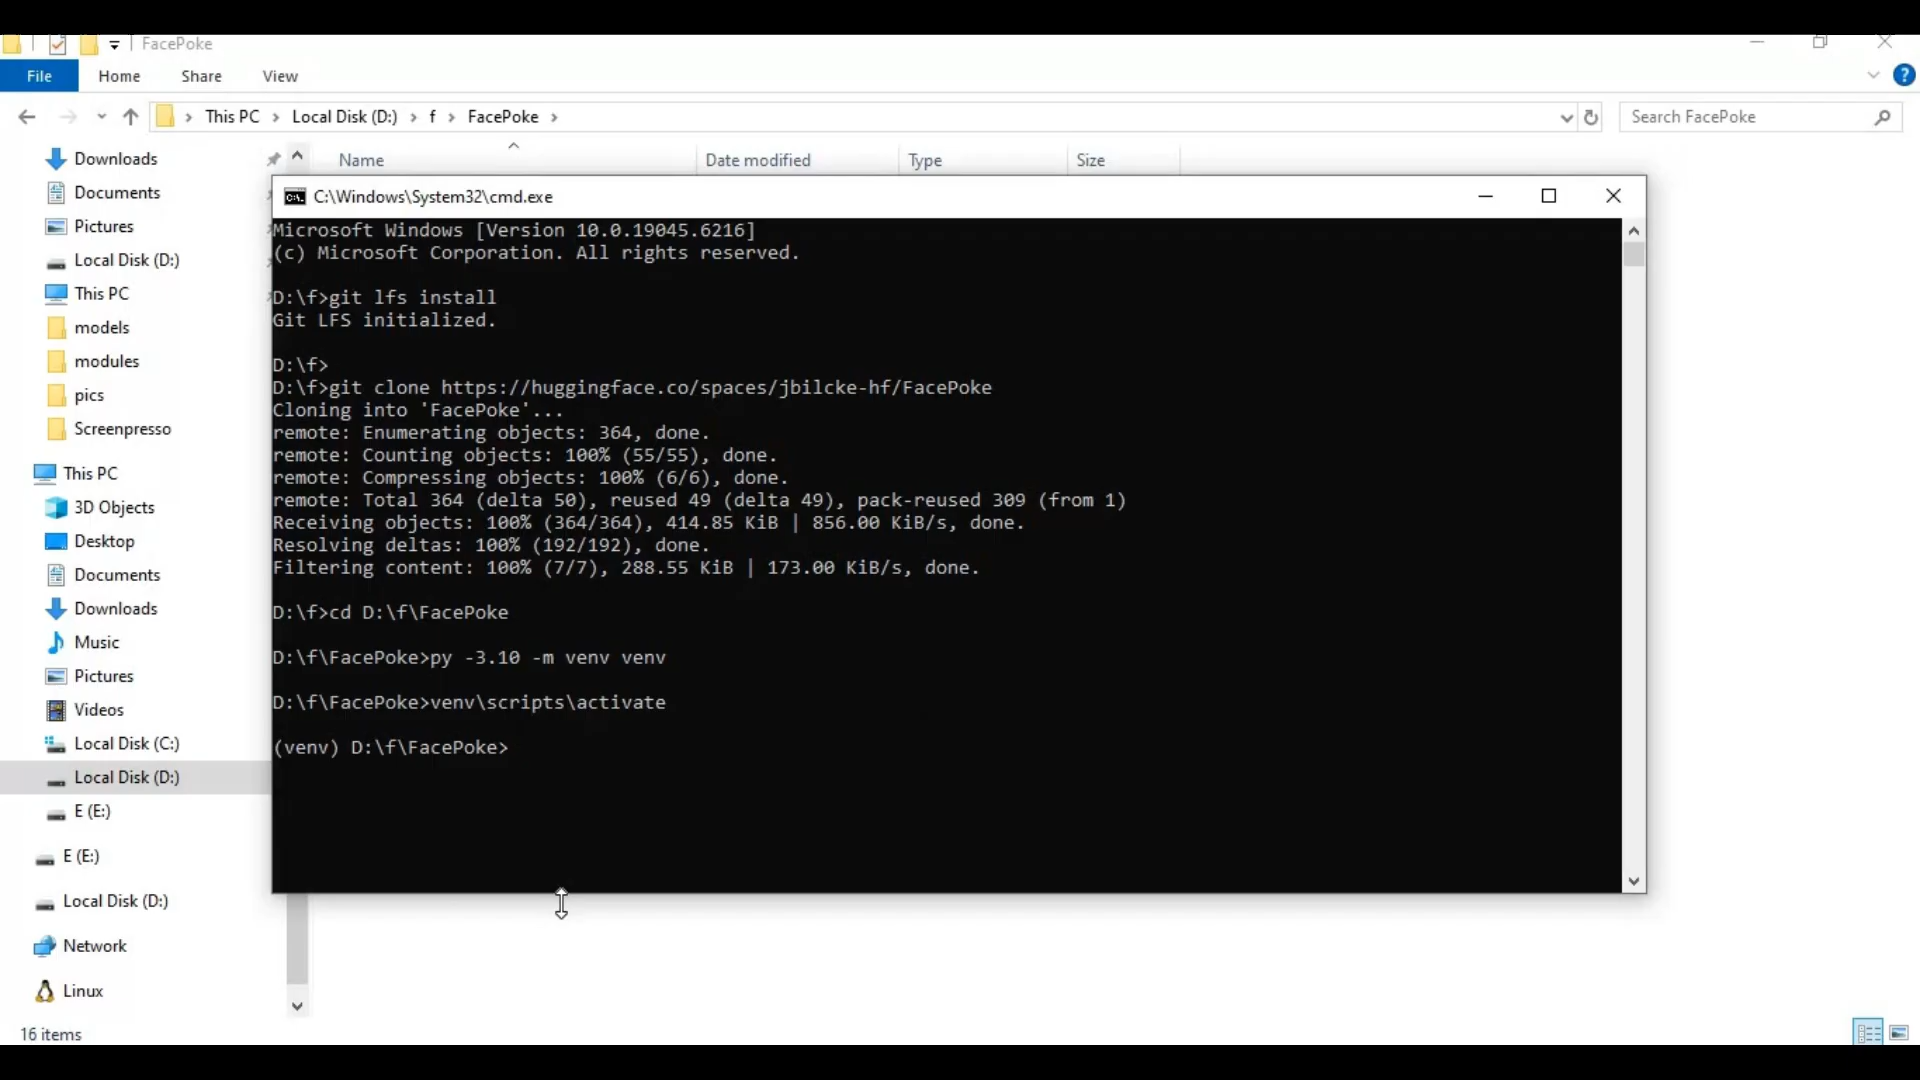 FacePoke
File Home Share View
This PC Local Disk (D:) f FacePoke
Search FacePoke
Name Date modified Type Size
Downloads
Documents
Pictures
Local Disk (D:)
This PC
models
modules
pics
Screenpresso
This PC
3D Objects
Desktop
Documents
Downloads
Music
Pictures
Videos
Local Disk (C:)
Local Disk (D:)
E (E:)
E (E:)
Local Disk (D:)
Network
Linux
16 items
C:\Windows\System32\cmd.exe
Microsoft Windows [Version 10.0.19045.6216]
(c) Microsoft Corporation. All rights reserved.
D:\f>git lfs install
Git LFS initialized.
D:\f>
D:\f>git clone https://huggingface.co/spaces/jbilcke-hf/FacePoke
Cloning into 'FacePoke'...
remote: Enumerating objects: 364, done.
remote: Counting objects: 100% (55/55), done.
remote: Compressing objects: 100% (6/6), done.
remote: Total 364 (delta 50), reused 49 (delta 49), pack-reused 309 (from 1)
Receiving objects: 100% (364/364), 414.85 KiB | 856.00 KiB/s, done.
Resolving deltas: 100% (192/192), done.
Filtering content: 100% (7/7), 288.55 KiB | 173.00 KiB/s, done.
D:\f>cd D:\f\FacePoke
D:\f\FacePoke>py -3.10 -m venv venv
D:\f\FacePoke>venv\scripts\activate
(venv) D:\f\FacePoke>